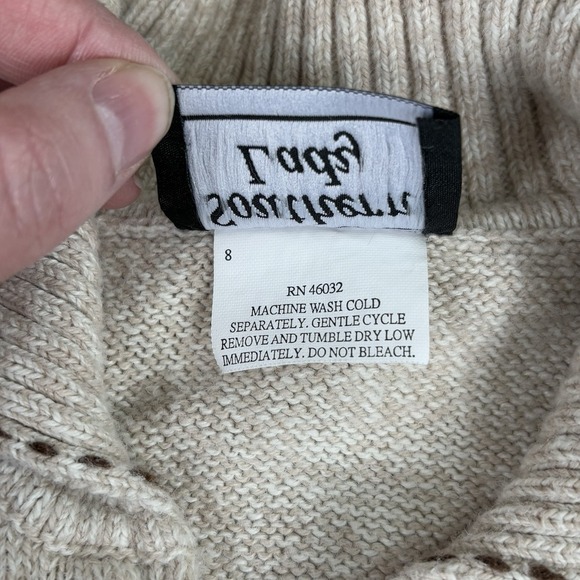 Southern
Lady
8
RN 46032
MACHINE WASH COLD
SEPARATELY. GENTLE CYCLE
REMOVE AND TUMBLE DRY LOW
IMMEDIATELY. DO NOT BLEACH.